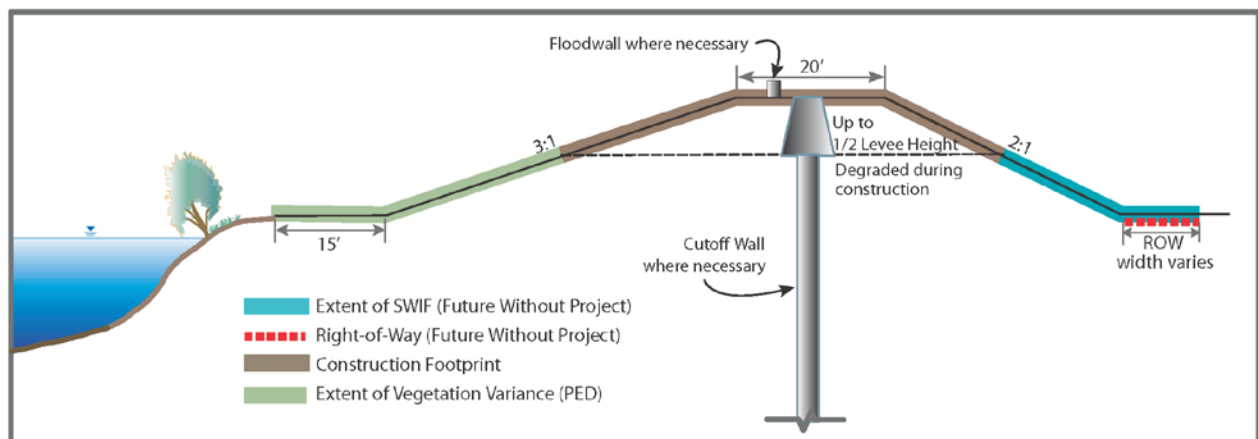 Floodwall where necessary
20’
3:1
Up to
1/2 Levee Height
2:1
Degraded during
construction
15’
Cutoff Wall
where necessary
ROW
width varies
Extent of SWIF (Future Without Project)
Right-of-Way (Future Without Project)
Construction Footprint
Extent of Vegetation Variance (PED)